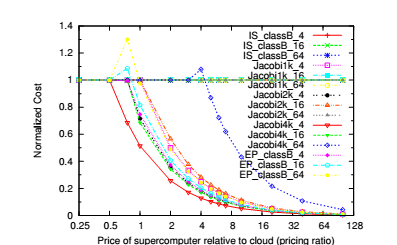 1.4
1.2
1
0.8
0.6
0.4
0.2
0
Normalized Cost
IS_classB_4
IS_classB_16
IS_classB_64
Jacobi1k_4
Jacobi1k_16
Jacobi1k_64
Jacobi2k_4
Jacobi2k_16
Jacobi2k_64
Jacobi4k_4
Jacobi4k_16
Jacobi4k_64
EP_classB_4
EP_classB_16
EP_classB_64
0.25 0.5 1 2 4 8 16 32 64 128
Price of supercomputer relative to cloud (pricing ratio)